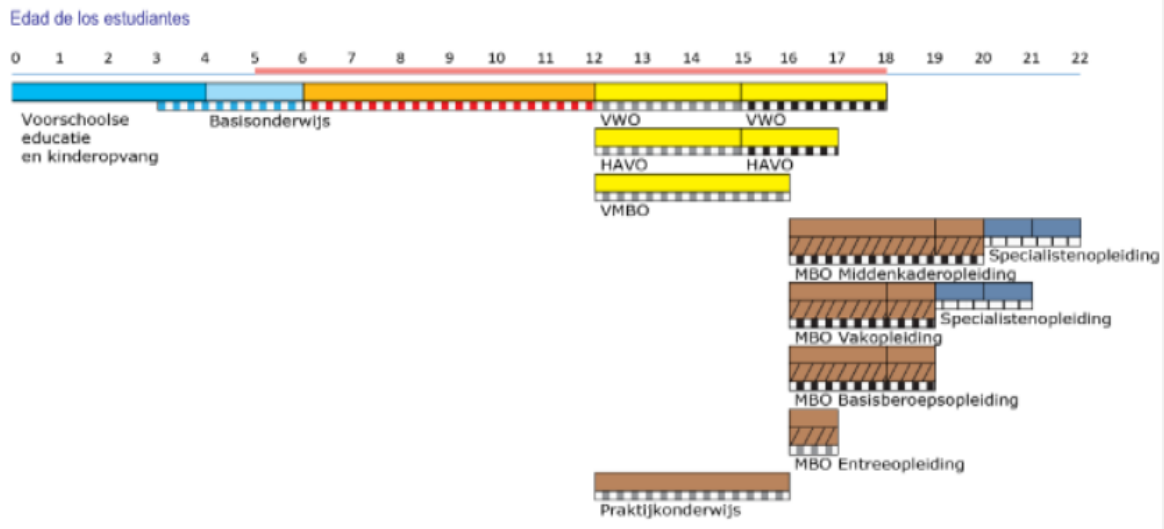 Edad de los estudiantes
0 1 2 3 4 5 6 7 8 9 10 11 12 13 14 15 16 17 18 19 20 21 22
Voorschoolse
educatie
en kinderopvang
Basisonderwijs
VWO VWO
HAVO HAVO
VMBO
Specialistenopleiding
MBO Middenkaderopleiding
Specialistenopleiding
MBO Vakopleiding
MBO Basisberoepsopleiding
MBO Entreeopleiding
Praktijkonderwijs